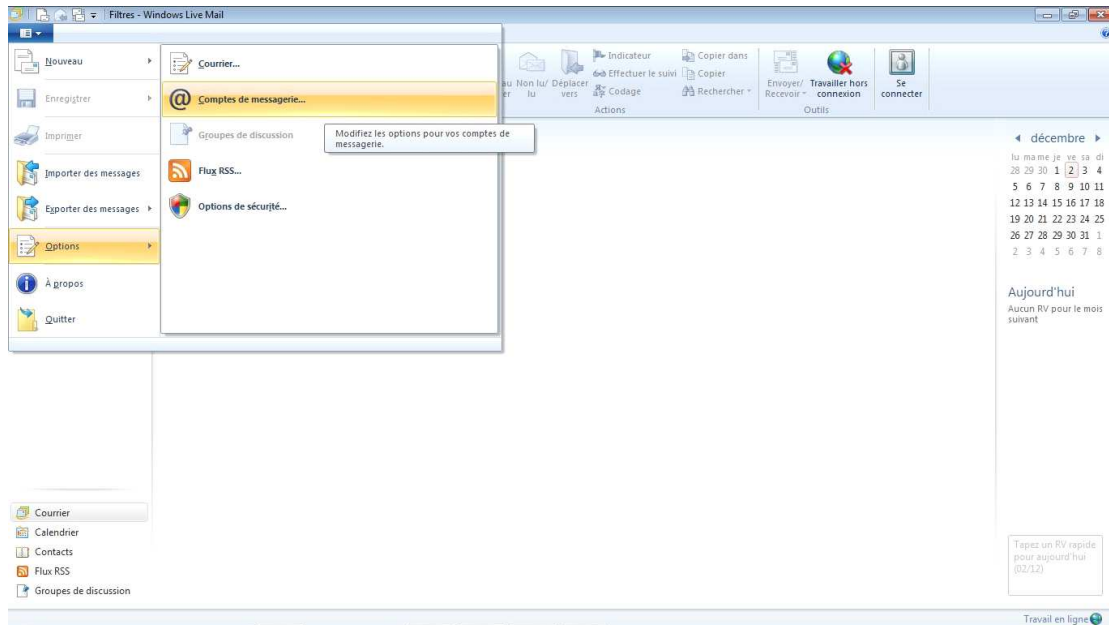 Filtres - Windows Live Mail
Nouveau
Enregistrer
Imprimer
Importer des messages
Exporter des messages
Options
À propos
Quitter
Courrier...
Comptes de messagerie...
Groupes de discussion
Flux RSS...
Options de sécurité...
Modifiez les options pour vos comptes de
messagerie.
Non lu/
lu
Déplacer
vers
Indicateur
Effectuer le suivi
Codage
Copier dans
Copier
Rechercher
Actions
Envoyer/
Recevoir
Travailler hors
connexion
Outils
Se
connecter
décembre
lu ma me je ve sa di
28 29 30 1 2 3 4
5 6 7 8 9 10 11
12 13 14 15 16 17 18
19 20 21 22 23 24 25
26 27 28 29 30 31 1
2 3 4 5 6 7 8
Aujourd'hui
Aucun RV pour le mois
suivant
Courrier
Calendrier
Contacts
Flux RSS
Groupes de discussion
Tapez un RV rapide
pour aujourd'hui
(02/12)
Travail en ligne